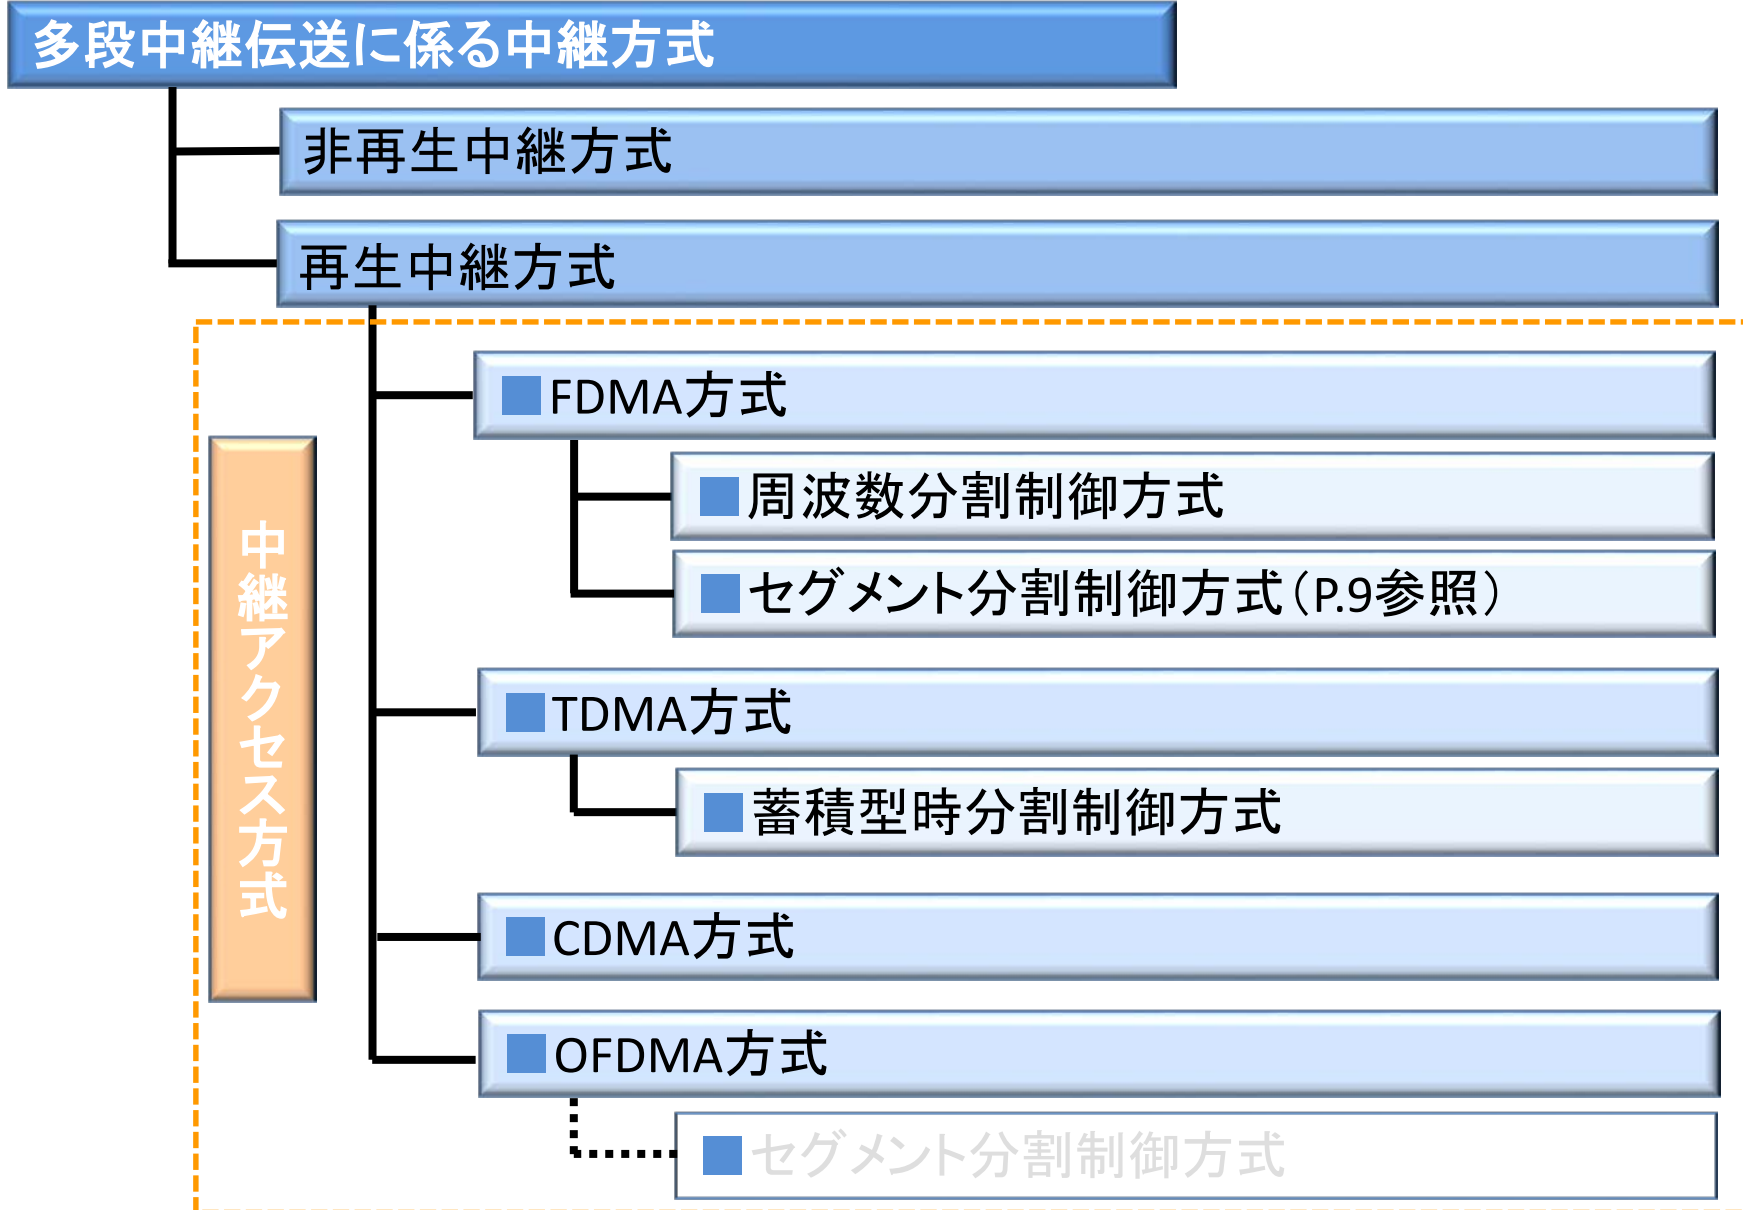 多段中継伝送に係る中継方式
非再生中継方式
再生中継方式
中継アクセス方式
FDMA方式
周波数分割制御方式
セグメント分割制御方式（P.9参照）
TDMA方式
蓄積型時分割制御方式
CDMA方式
OFDMA方式
セグメント分割制御方式